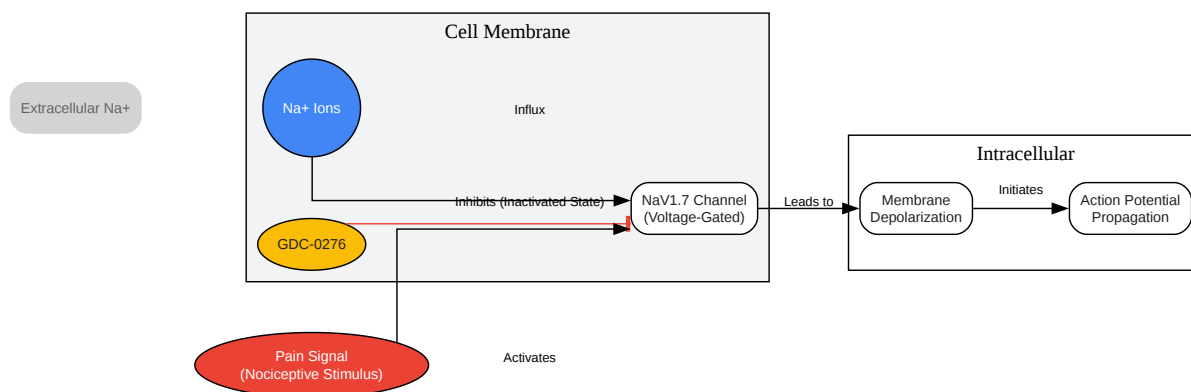 Cell Membrane
Extracellular Na+
Na+ Ions
Influx
Intracellular
Inhibits (Inactivated State)
NaV1.7 Channel
(Voltage-Gated)
Leads to
Membrane
Depolarization
Initiates
Action Potential
Propagation
GDC-0276
Pain Signal
(Nociceptive Stimulus)
Activates